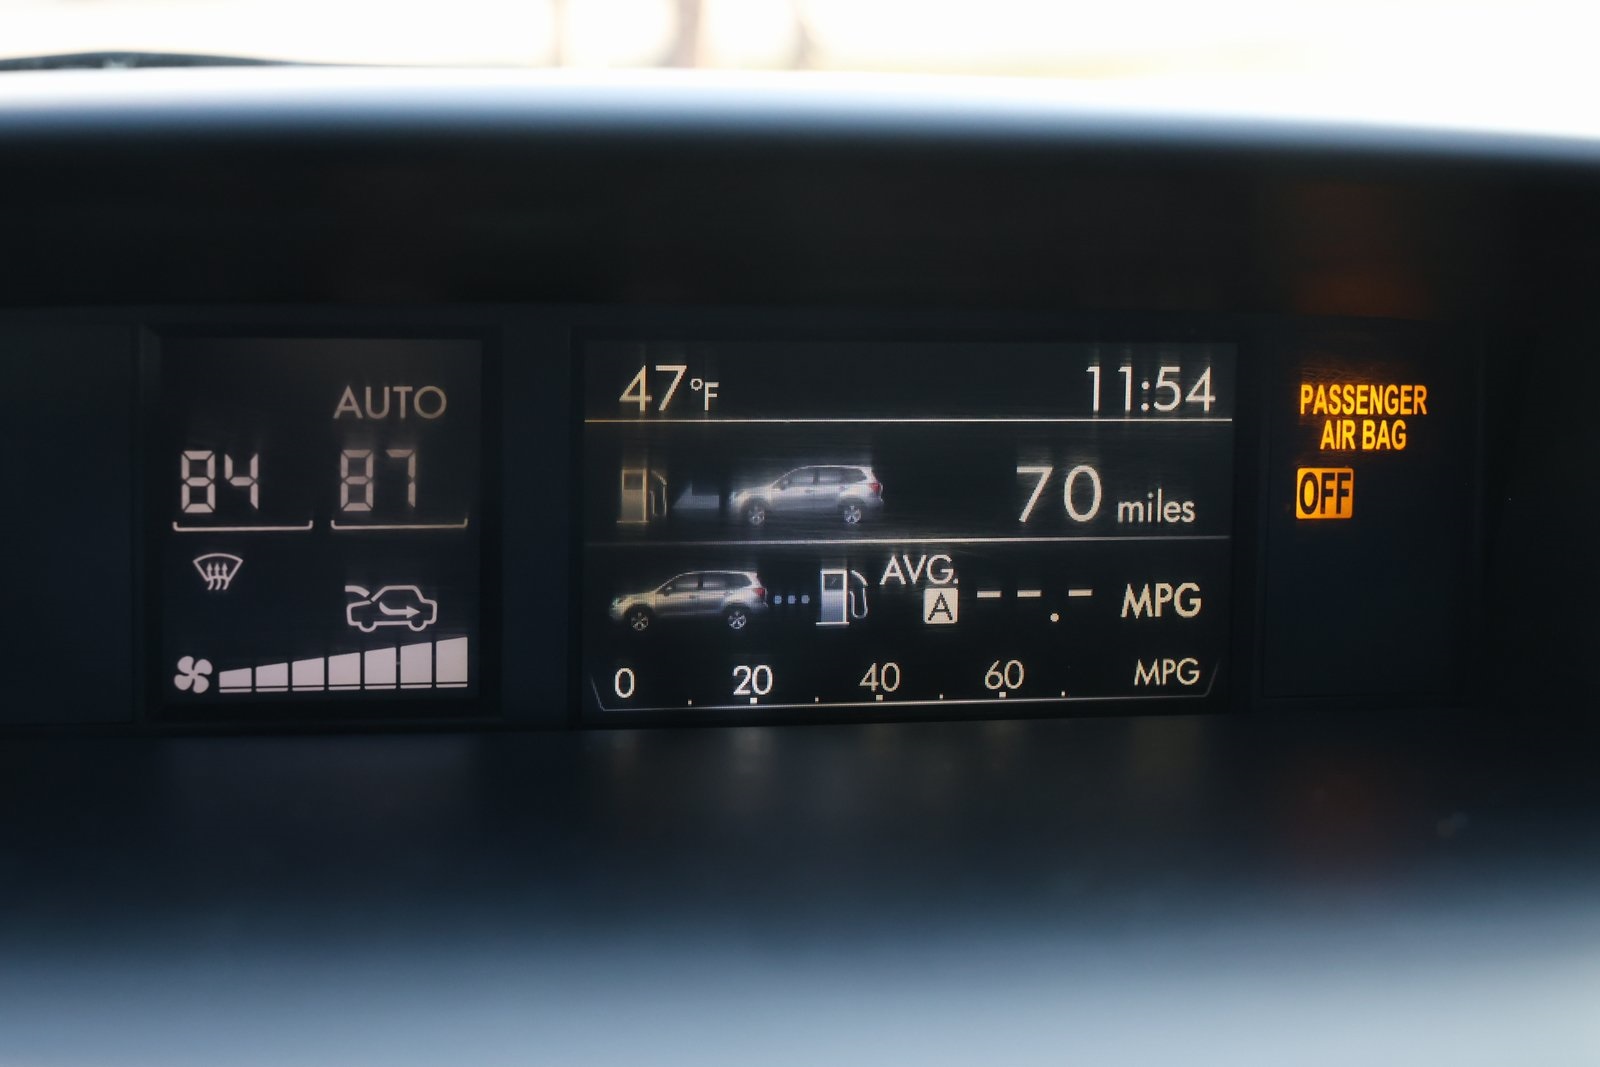 AUTO
84 87
47°F 11:54
70 miles
AVG.
A --.- MPG
0 20 40 60 MPG
PASSENGER
AIR BAG
OFF